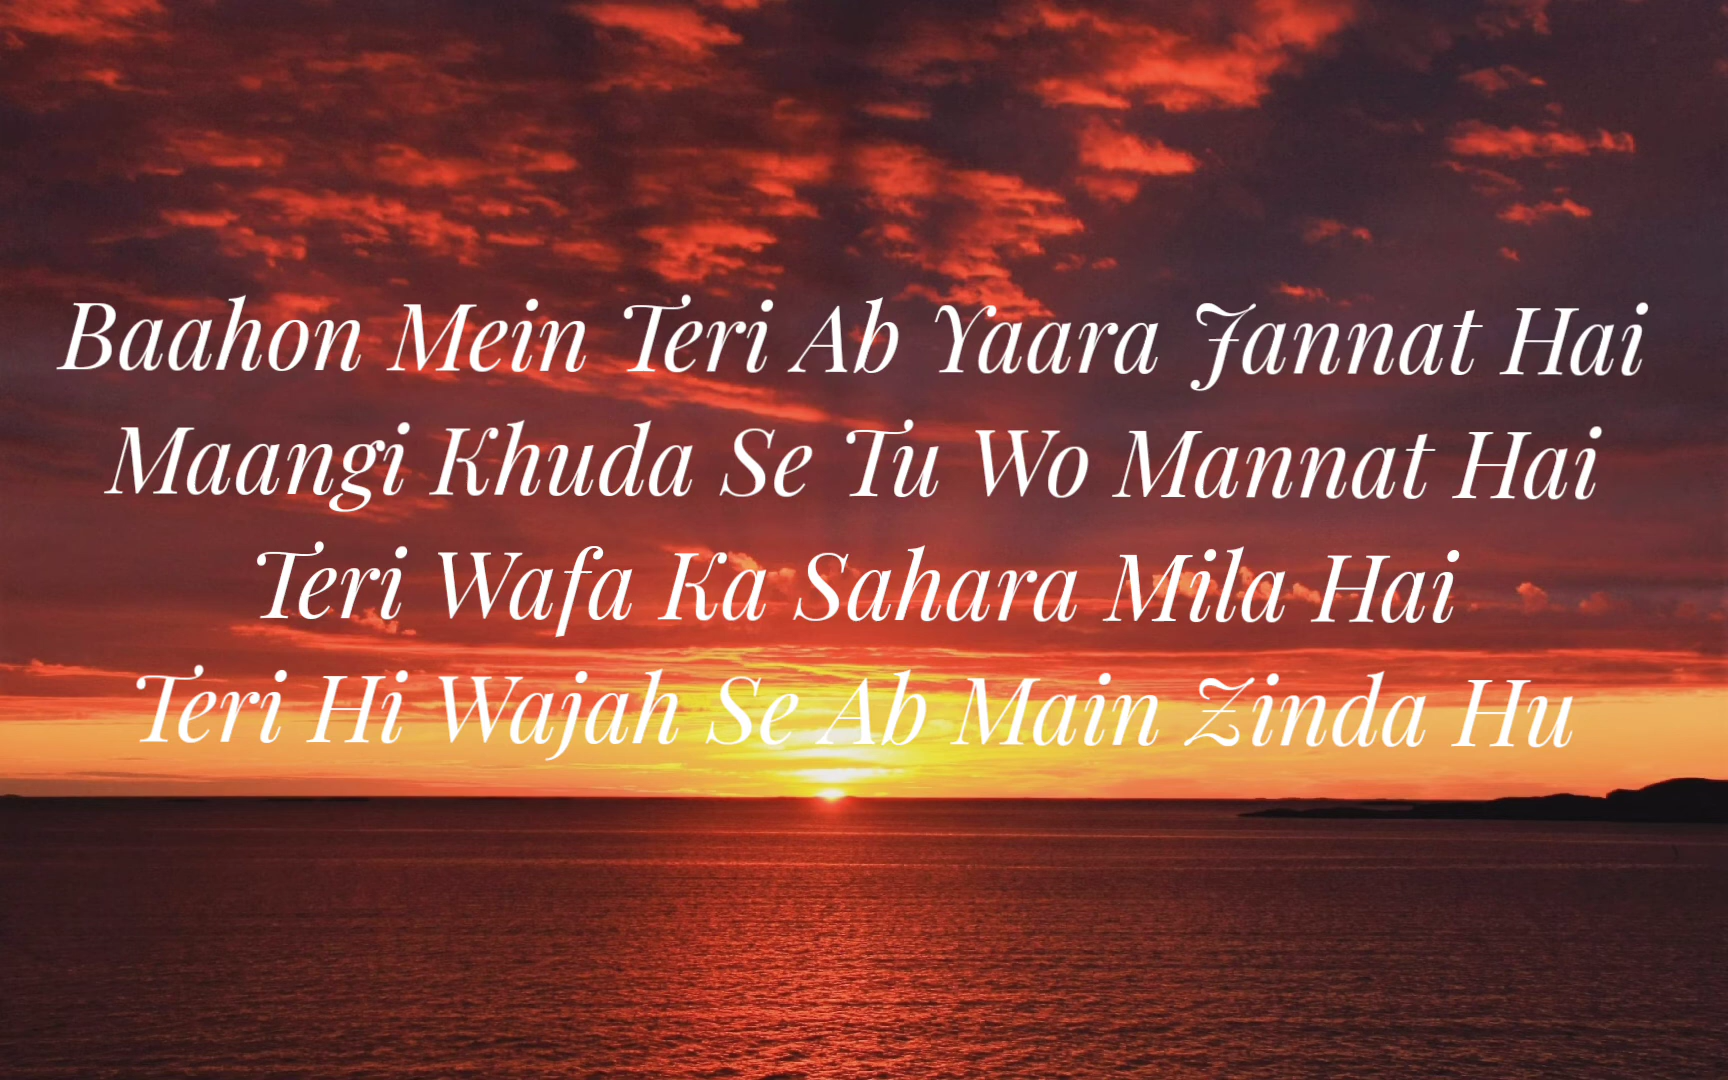 Baahon Mein Teri Ab Yaara Jannat Hai
Maangi Khuda Se Tu Wo Mannat Hai
Teri Wafa Ka Sahara Mila Hai
Teri Hi Wajah Se Ab Main Zinda Hu